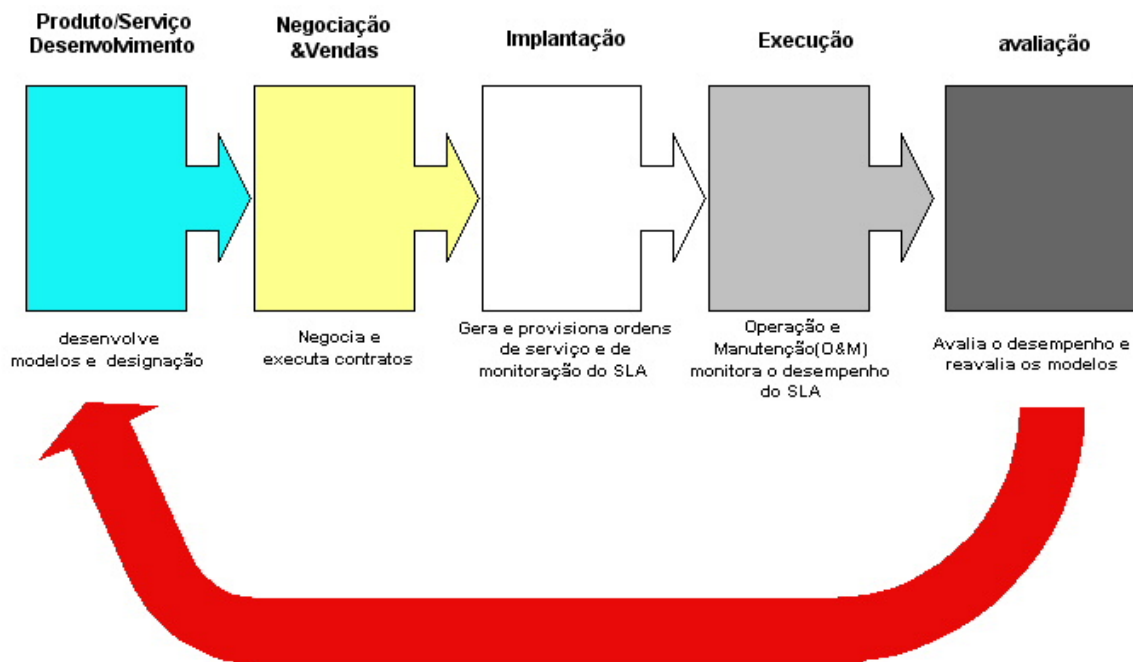 Produto/Serviço
Desenvolvimento
Negociação
&Vendas
Implantação
Execução
avaliação
desenvolve
modelos e designação
Negocia e
executa contratos
Gera e provisiona ordens
de serviço e de
monitoração do SLA
Operação e
Manutenção(O&M)
monitora o desempenho
do SLA
Avalia o desempenho e
reavalia os modelos